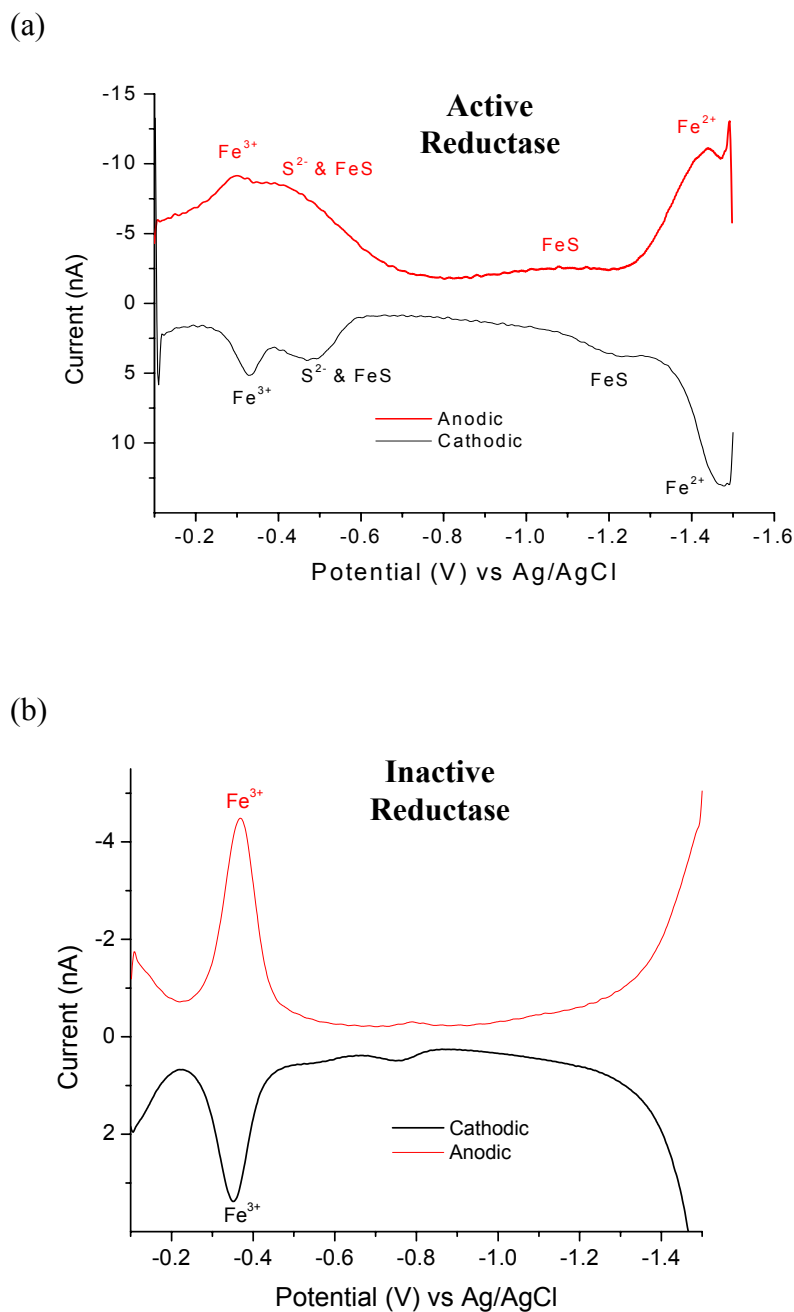 (a)
Active
Reductase
Fe³⁺
S²⁻ & FeS
FeS
Fe²⁺
-15
-10
-5
0
5
10
Current (nA)
Fe³⁺
S²⁻ & FeS
FeS
Fe²⁺
Anodic
Cathodic
-0.2 -0.4 -0.6 -0.8 -1.0 -1.2 -1.4 -1.6
Potential (V) vs Ag/AgCl
(b)
Inactive
Reductase
Fe³⁺
-4
-2
0
2
Current (nA)
Cathodic
Anodic
Fe³⁺
-0.2 -0.4 -0.6 -0.8 -1.0 -1.2 -1.4
Potential (V) vs Ag/AgCl